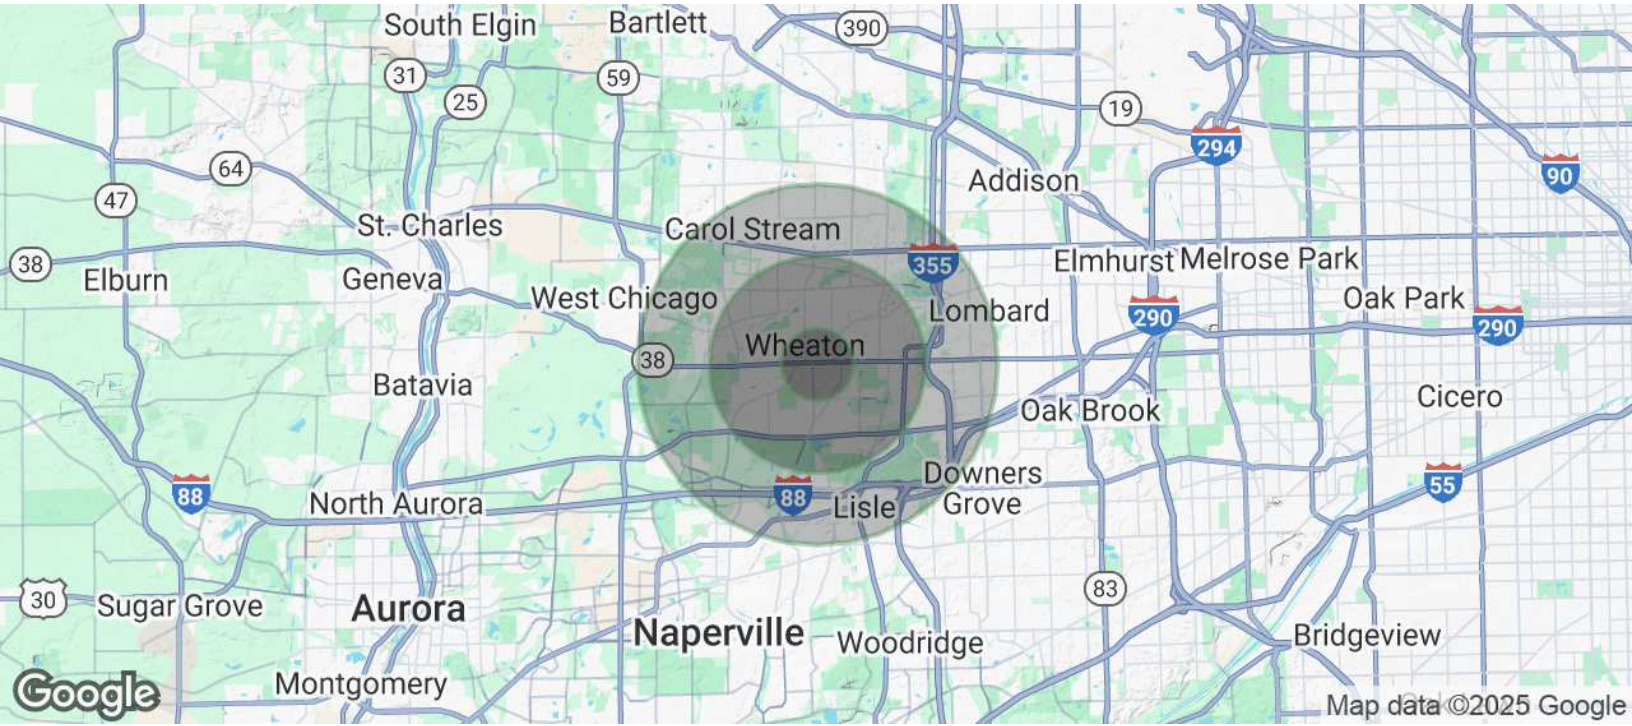 South Elgin
Bartlett
390
31
59
25
19
294
64
90
Addison
47
St. Charles
Carol Stream
38
355
Elmhurst
Melrose Park
Elburn
Geneva
West Chicago
Oak Park
Lombard
290
290
Wheaton
38
Batavia
Cicero
Oak Brook
Downers
Grove
88
88
55
North Aurora
Lisle
83
30
Sugar Grove
Aurora
Naperville
Woodridge
Bridgeview
Montgomery
Google
Map data ©2025 Google